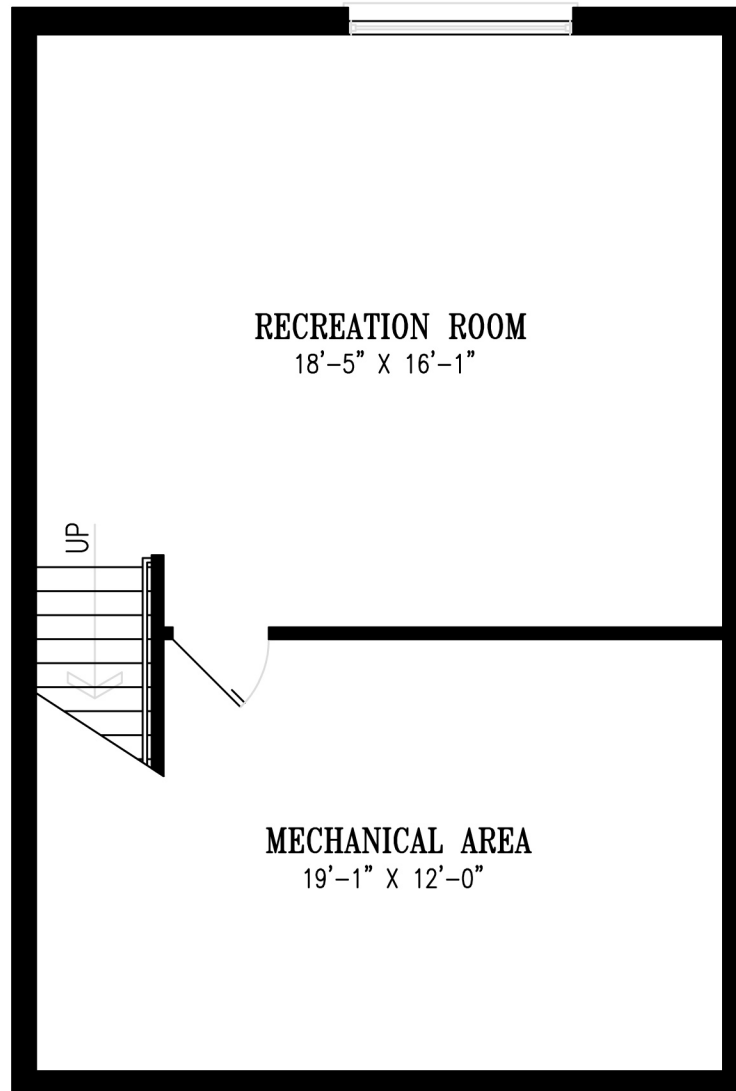 RECREATION ROOM
18'-5" X 16'-1"
UP
MECHANICAL AREA
19'-1" X 12'-0"